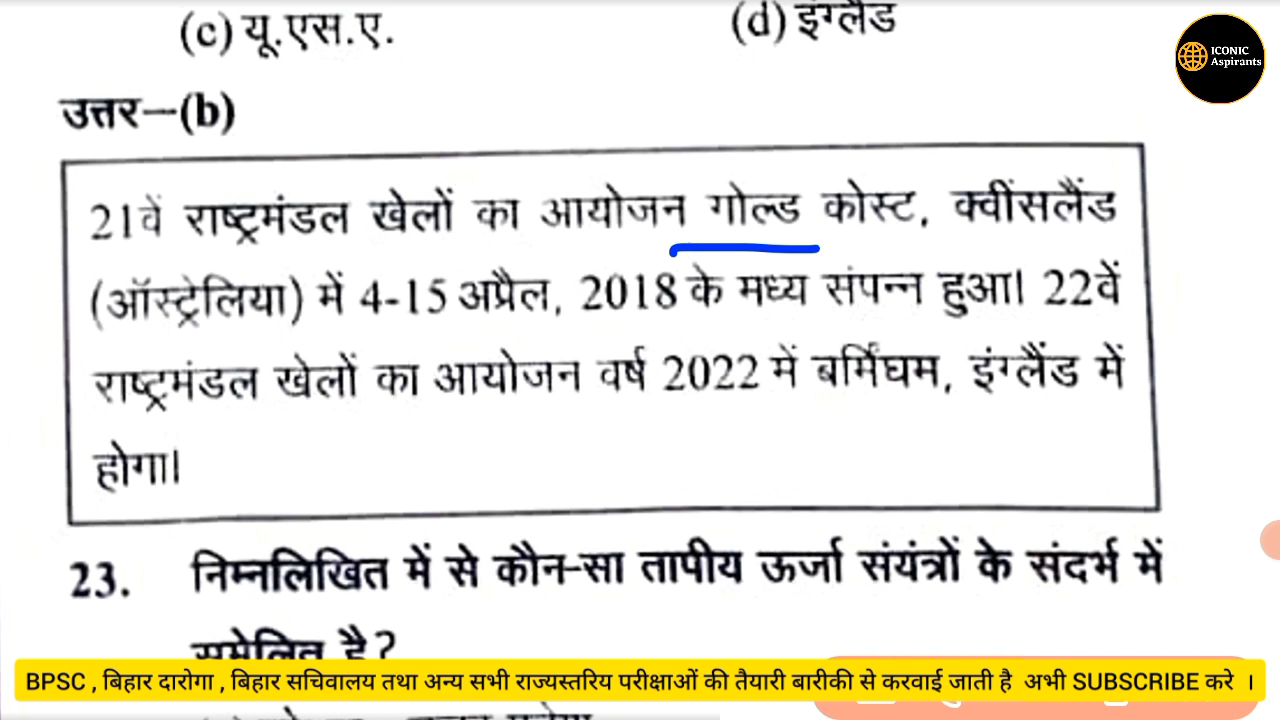 (c) यू.एस.ए. (d) इंग्लैंड
ICONIC
Aspirants
उत्तर—(b)
21वें राष्ट्रमंडल खेलों का आयोजन गोल्ड कोस्ट, क्वींसलैंड
(ऑस्ट्रेलिया) में 4-15 अप्रैल, 2018 के मध्य संपन्न हुआ। 22वें
राष्ट्रमंडल खेलों का आयोजन वर्ष 2022 में बर्मिंघम, इंग्लैंड में
होगा।
23. निम्नलिखित में से कौन-सा तापीय ऊर्जा संयंत्रों के संदर्भ में
सुमेलित है?
BPSC , बिहार दारोगा , बिहार सचिवालय तथा अन्य सभी राज्यस्तरिय परीक्षाओं की तैयारी बारीकी से करवाई जाती है अभी SUBSCRIBE करे ।